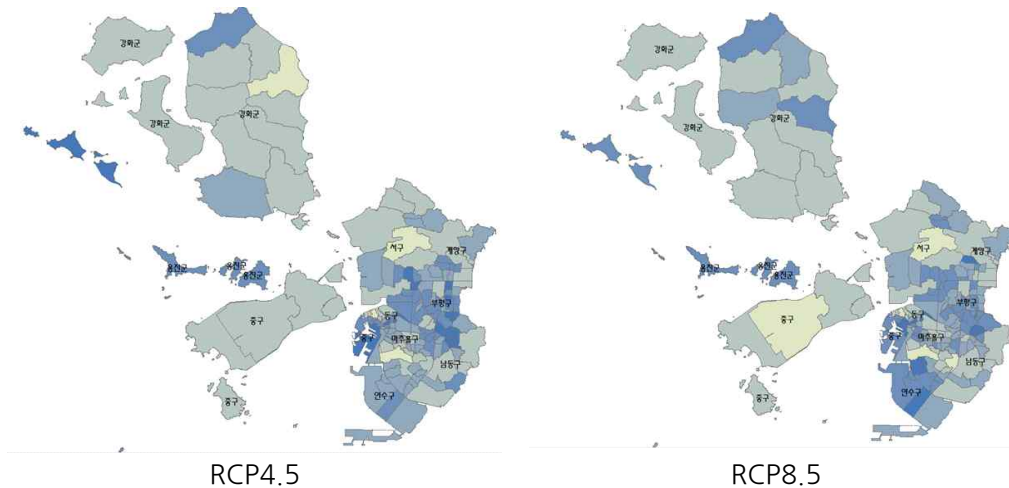 강화군
강화군
강화군
옹진군
옹진군
옹진군
중구
중구
서구
계양구
부평구
동구
중구
미추홀구
남동구
연수구
강화군
강화군
강화군
옹진군
옹진군
옹진군
중구
중구
서구
계양구
부평구
동구
중구
미추홀구
남동구
연수구
RCP4.5
RCP8.5